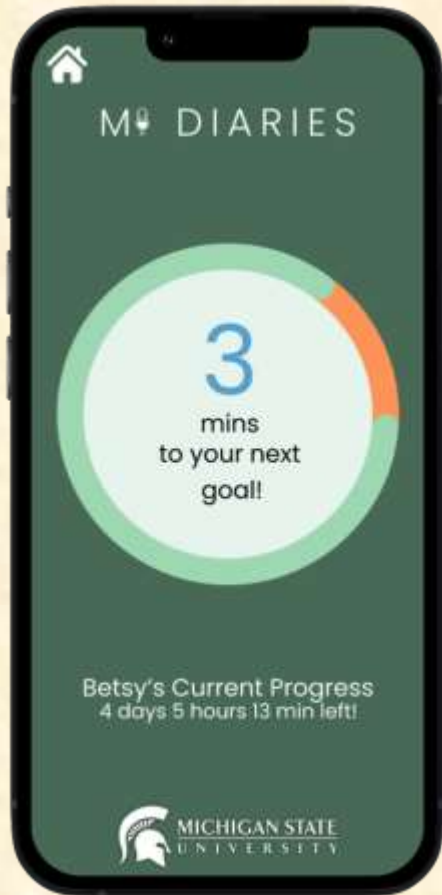 MI DIARIES
3
mins
to your next
goal!
Betsy's Current Progress
4 days 5 hours 13 min left!
MICHIGAN STATE
UNIVERSITY